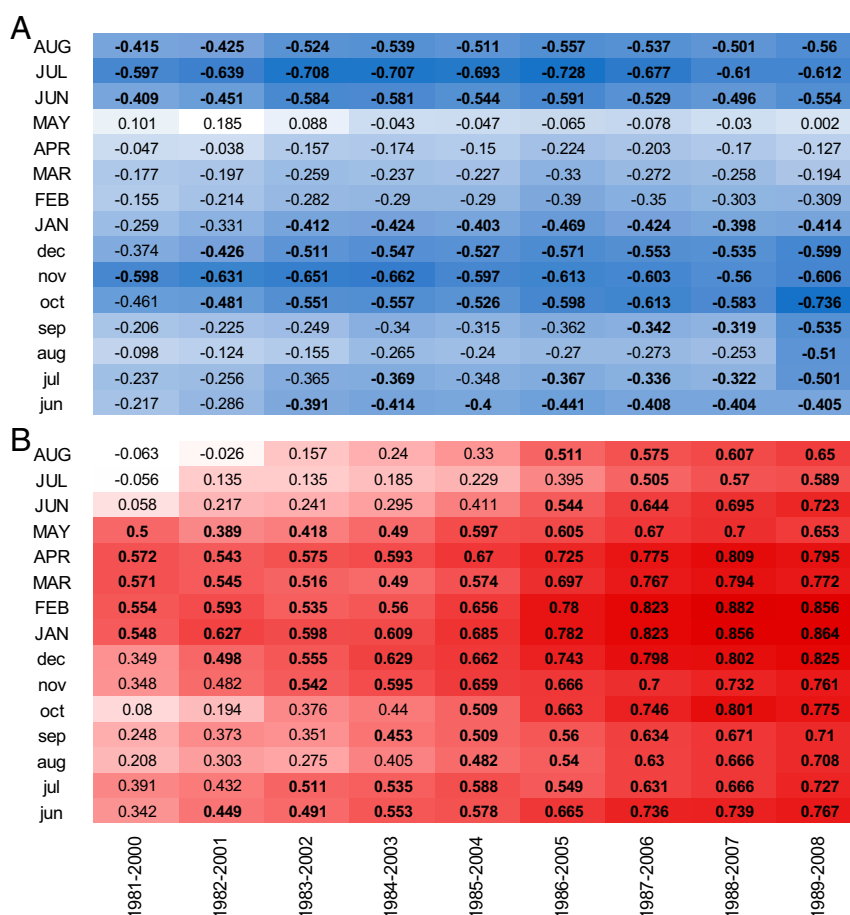 A
AUG -0.415 -0.425 -0.524 -0.539 -0.511 -0.557 -0.537 -0.501 -0.56
JUL -0.597 -0.639 -0.708 -0.707 -0.693 -0.728 -0.677 -0.61 -0.612
JUN -0.409 -0.451 -0.584 -0.581 -0.544 -0.591 -0.529 -0.496 -0.554
MAY 0.101 0.185 0.088 -0.043 -0.047 -0.065 -0.078 -0.03 0.002
APR -0.047 -0.038 -0.157 -0.174 -0.15 -0.224 -0.203 -0.17 -0.127
MAR -0.177 -0.197 -0.259 -0.237 -0.227 -0.33 -0.272 -0.258 -0.194
FEB -0.155 -0.214 -0.282 -0.29 -0.29 -0.39 -0.35 -0.303 -0.309
JAN -0.259 -0.331 -0.412 -0.424 -0.403 -0.469 -0.424 -0.398 -0.414
dec -0.374 -0.426 -0.511 -0.547 -0.527 -0.571 -0.553 -0.535 -0.599
nov -0.598 -0.631 -0.651 -0.662 -0.597 -0.613 -0.603 -0.56 -0.606
oct -0.461 -0.481 -0.551 -0.557 -0.526 -0.598 -0.613 -0.583 -0.736
sep -0.206 -0.225 -0.249 -0.34 -0.315 -0.362 -0.342 -0.319 -0.535
aug -0.098 -0.124 -0.155 -0.265 -0.24 -0.27 -0.273 -0.253 -0.51
jul -0.237 -0.256 -0.365 -0.369 -0.348 -0.367 -0.336 -0.322 -0.501
jun -0.217 -0.286 -0.391 -0.414 -0.4 -0.441 -0.408 -0.404 -0.405
B
AUG -0.063 -0.026 0.157 0.24 0.33 0.511 0.575 0.607 0.65
JUL -0.056 0.135 0.135 0.185 0.229 0.395 0.505 0.57 0.589
JUN 0.058 0.217 0.241 0.295 0.411 0.544 0.644 0.695 0.723
MAY 0.5 0.389 0.418 0.49 0.597 0.605 0.67 0.7 0.653
APR 0.572 0.543 0.575 0.593 0.67 0.725 0.775 0.809 0.795
MAR 0.571 0.545 0.516 0.49 0.574 0.697 0.767 0.794 0.772
FEB 0.554 0.593 0.535 0.56 0.656 0.78 0.823 0.882 0.856
JAN 0.548 0.627 0.598 0.609 0.685 0.782 0.823 0.856 0.864
dec 0.349 0.498 0.555 0.629 0.662 0.743 0.798 0.802 0.825
nov 0.348 0.482 0.542 0.595 0.659 0.666 0.7 0.732 0.761
oct 0.08 0.194 0.376 0.44 0.509 0.663 0.746 0.801 0.775
sep 0.248 0.373 0.351 0.453 0.509 0.56 0.634 0.671 0.71
aug 0.208 0.303 0.275 0.405 0.482 0.54 0.63 0.666 0.708
jul 0.391 0.432 0.511 0.535 0.588 0.549 0.631 0.666 0.727
jun 0.342 0.449 0.491 0.553 0.578 0.665 0.736 0.739 0.767
1981-2000 1982-2001 1983-2002 1984-2003 1985-2004 1986-2005 1987-2006 1988-2007 1989-2008